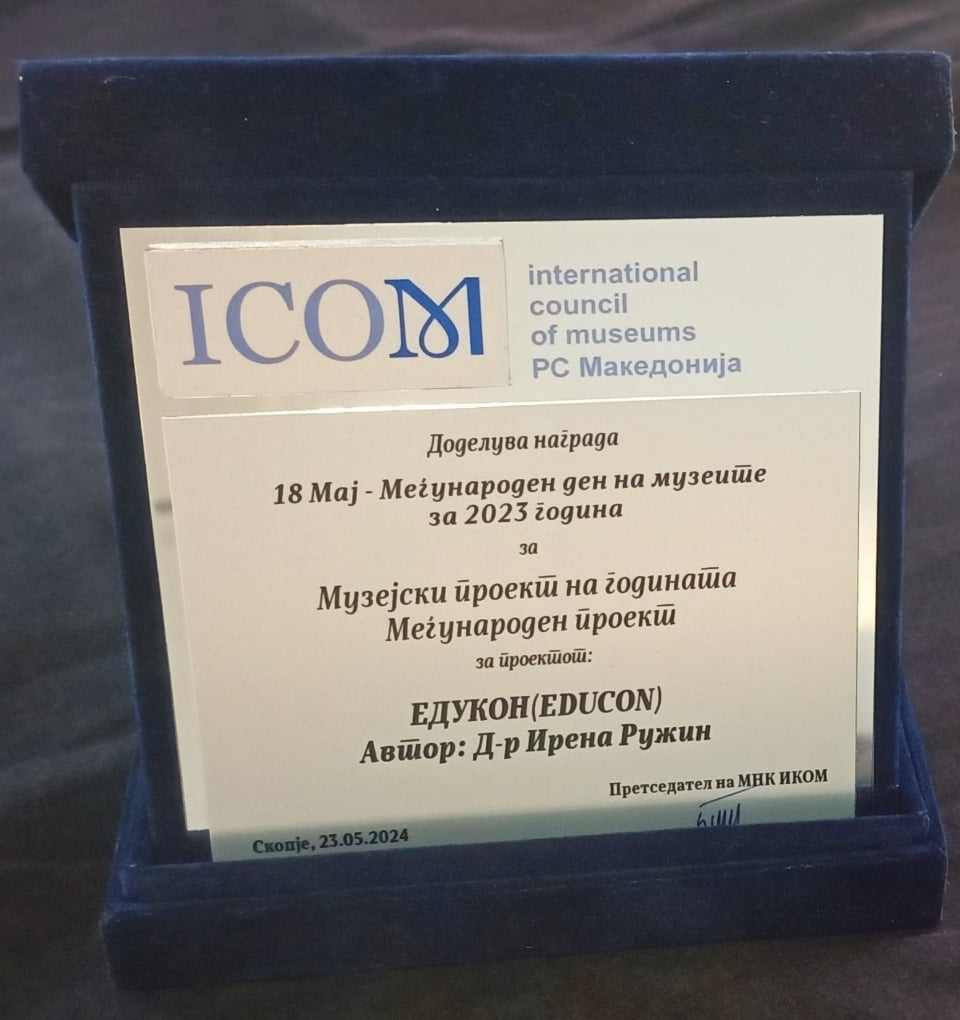 ICOM
international
council
of museums
РС Македонија
Доделува награда
18 Мај - Меѓународен ден на музеите
за 2023 година
за
Музејски проект на годината
Меѓународен проект
за проектот:
ЕДУКОН(EDUCON)
Автор: Д-р Ирена Ружин
Претседател на МНК ИКОМ
Скопје, 23.05.2024